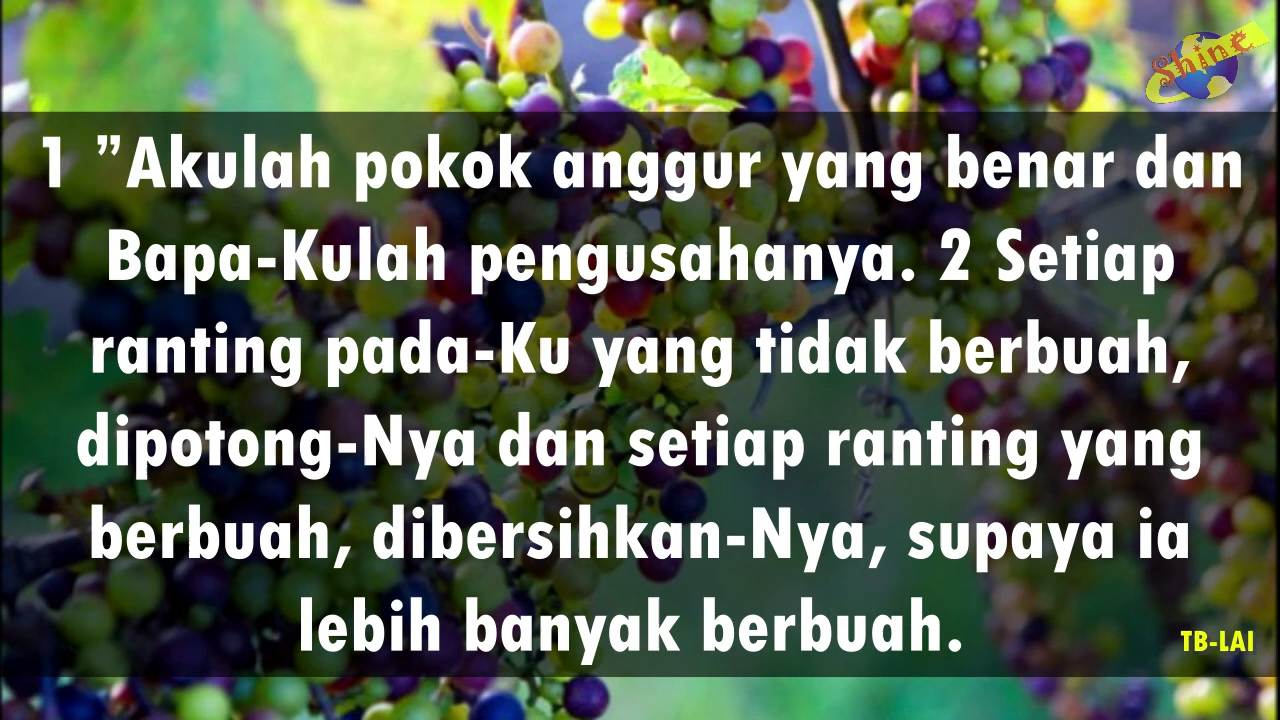 Shine
1 ”Akulah pokok anggur yang benar dan
Bapa-Kulah pengusahanya. 2 Setiap
ranting pada-Ku yang tidak berbuah,
dipotong-Nya dan setiap ranting yang
berbuah, dibersihkan-Nya, supaya ia
lebih banyak berbuah.
TB-LAI